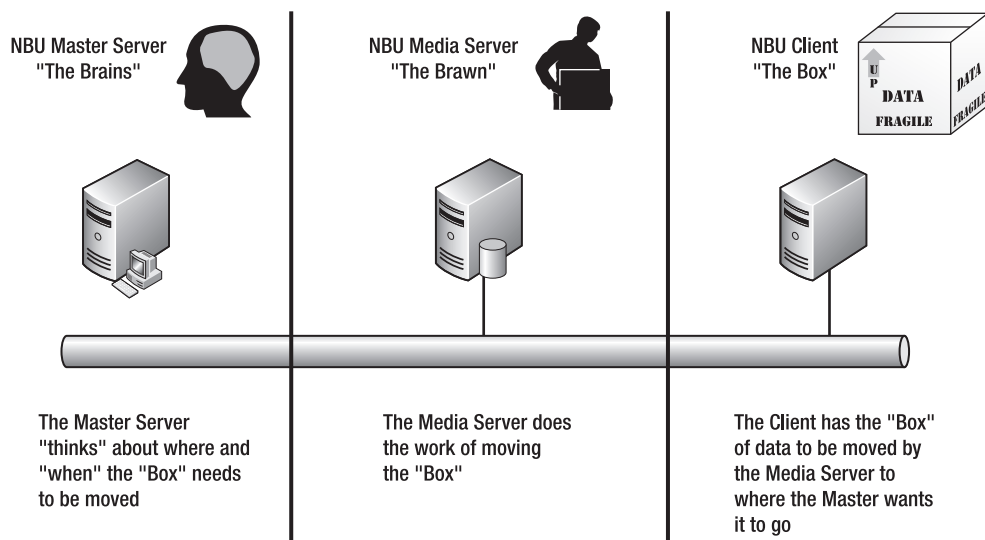 NBU Master Server
"The Brains"
NBU Media Server
"The Brawn"
NBU Client
"The Box"
UP
DATA
FRAGILE
DATA
FRAGILE
The Master Server
"thinks" about where and
"when" the "Box" needs
to be moved
The Media Server does
the work of moving
the "Box"
The Client has the "Box"
of data to be moved by
the Media Server to
where the Master wants
it to go